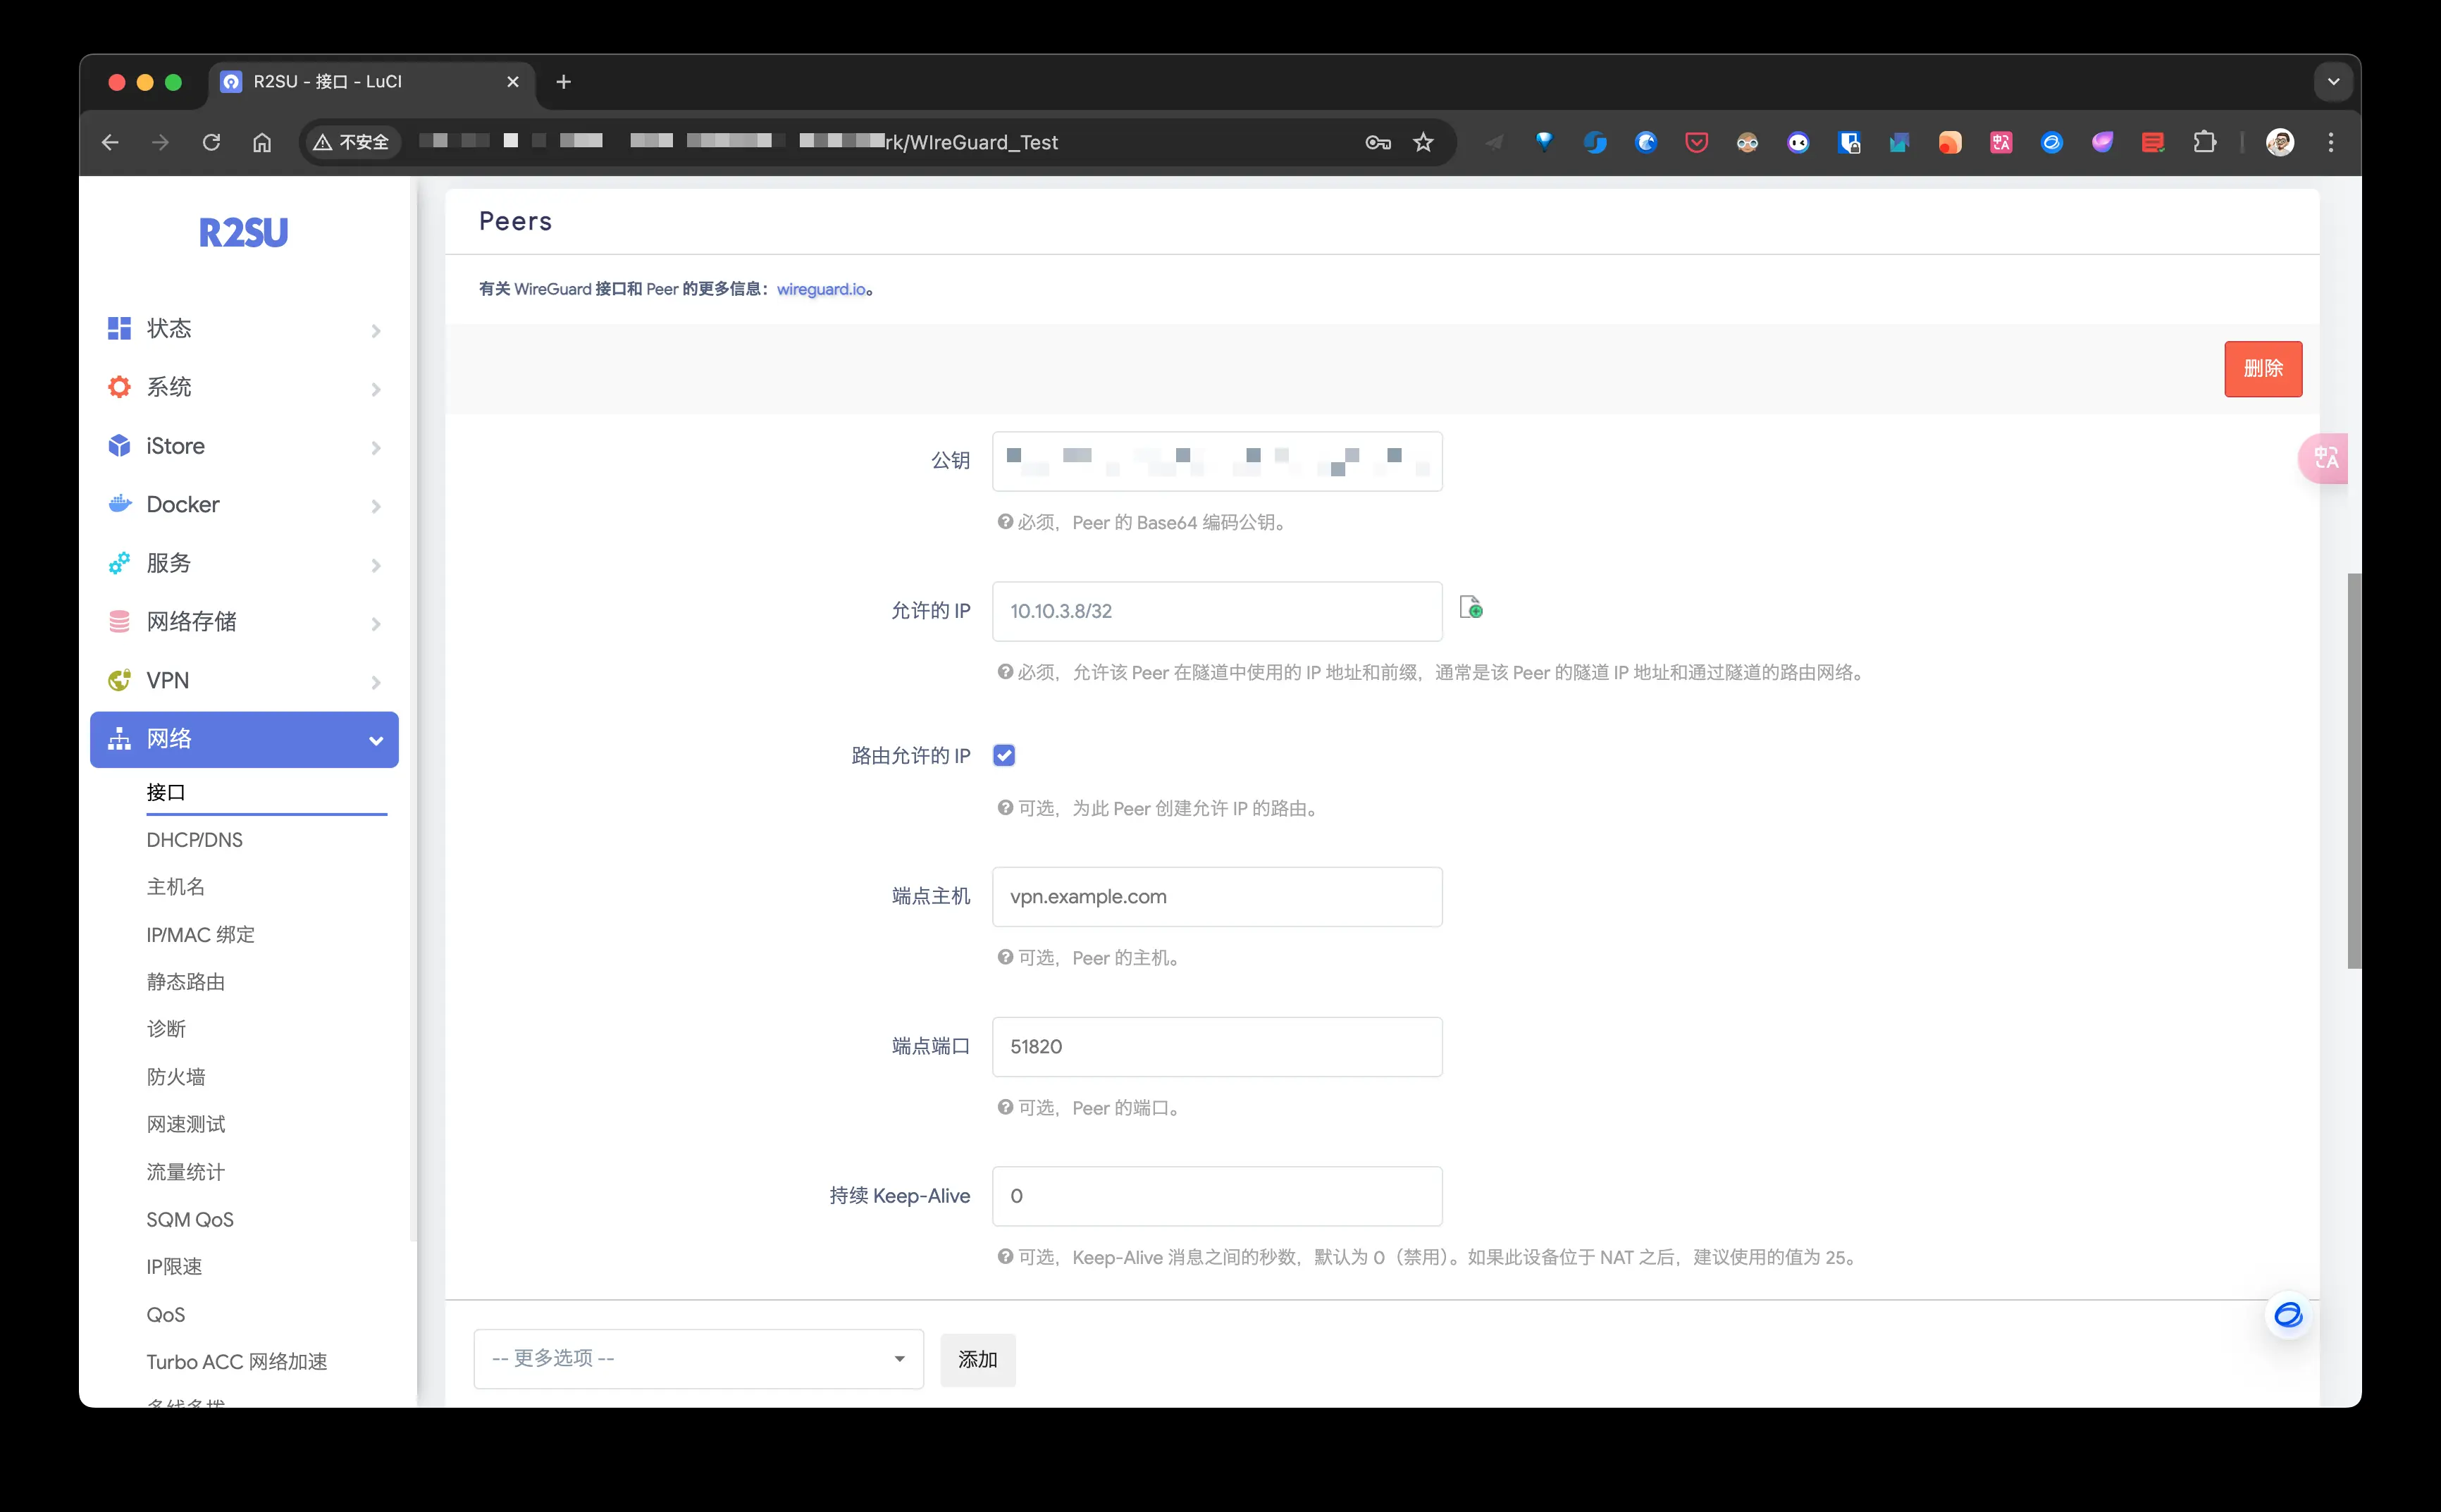 R2SU - 接口 - LuCI
不安全
rk/WIreGuard_Test
R2SU
状态
系统
iStore
Docker
服务
网络存储
VPN
网络
接口
DHCP/DNS
主机名
IP/MAC 绑定
静态路由
诊断
防火墙
网速测试
流量统计
SQM QoS
IP限速
QoS
Turbo ACC 网络加速
Peers
有关 WireGuard 接口和 Peer 的更多信息：wireguard.io。
删除
公钥
必须，Peer 的 Base64 编码公钥。
允许的 IP
10.10.3.8/32
必须，允许该 Peer 在隧道中使用的 IP 地址和前缀，通常是该 Peer 的隧道 IP 地址和通过隧道的路由网络。
路由允许的 IP
可选，为此 Peer 创建允许 IP 的路由。
端点主机
vpn.example.com
可选，Peer 的主机。
端点端口
51820
可选，Peer 的端口。
持续 Keep-Alive
0
可选，Keep-Alive 消息之间的秒数，默认为 0（禁用）。如果此设备位于 NAT 之后，建议使用的值为 25。
-- 更多选项 --
添加